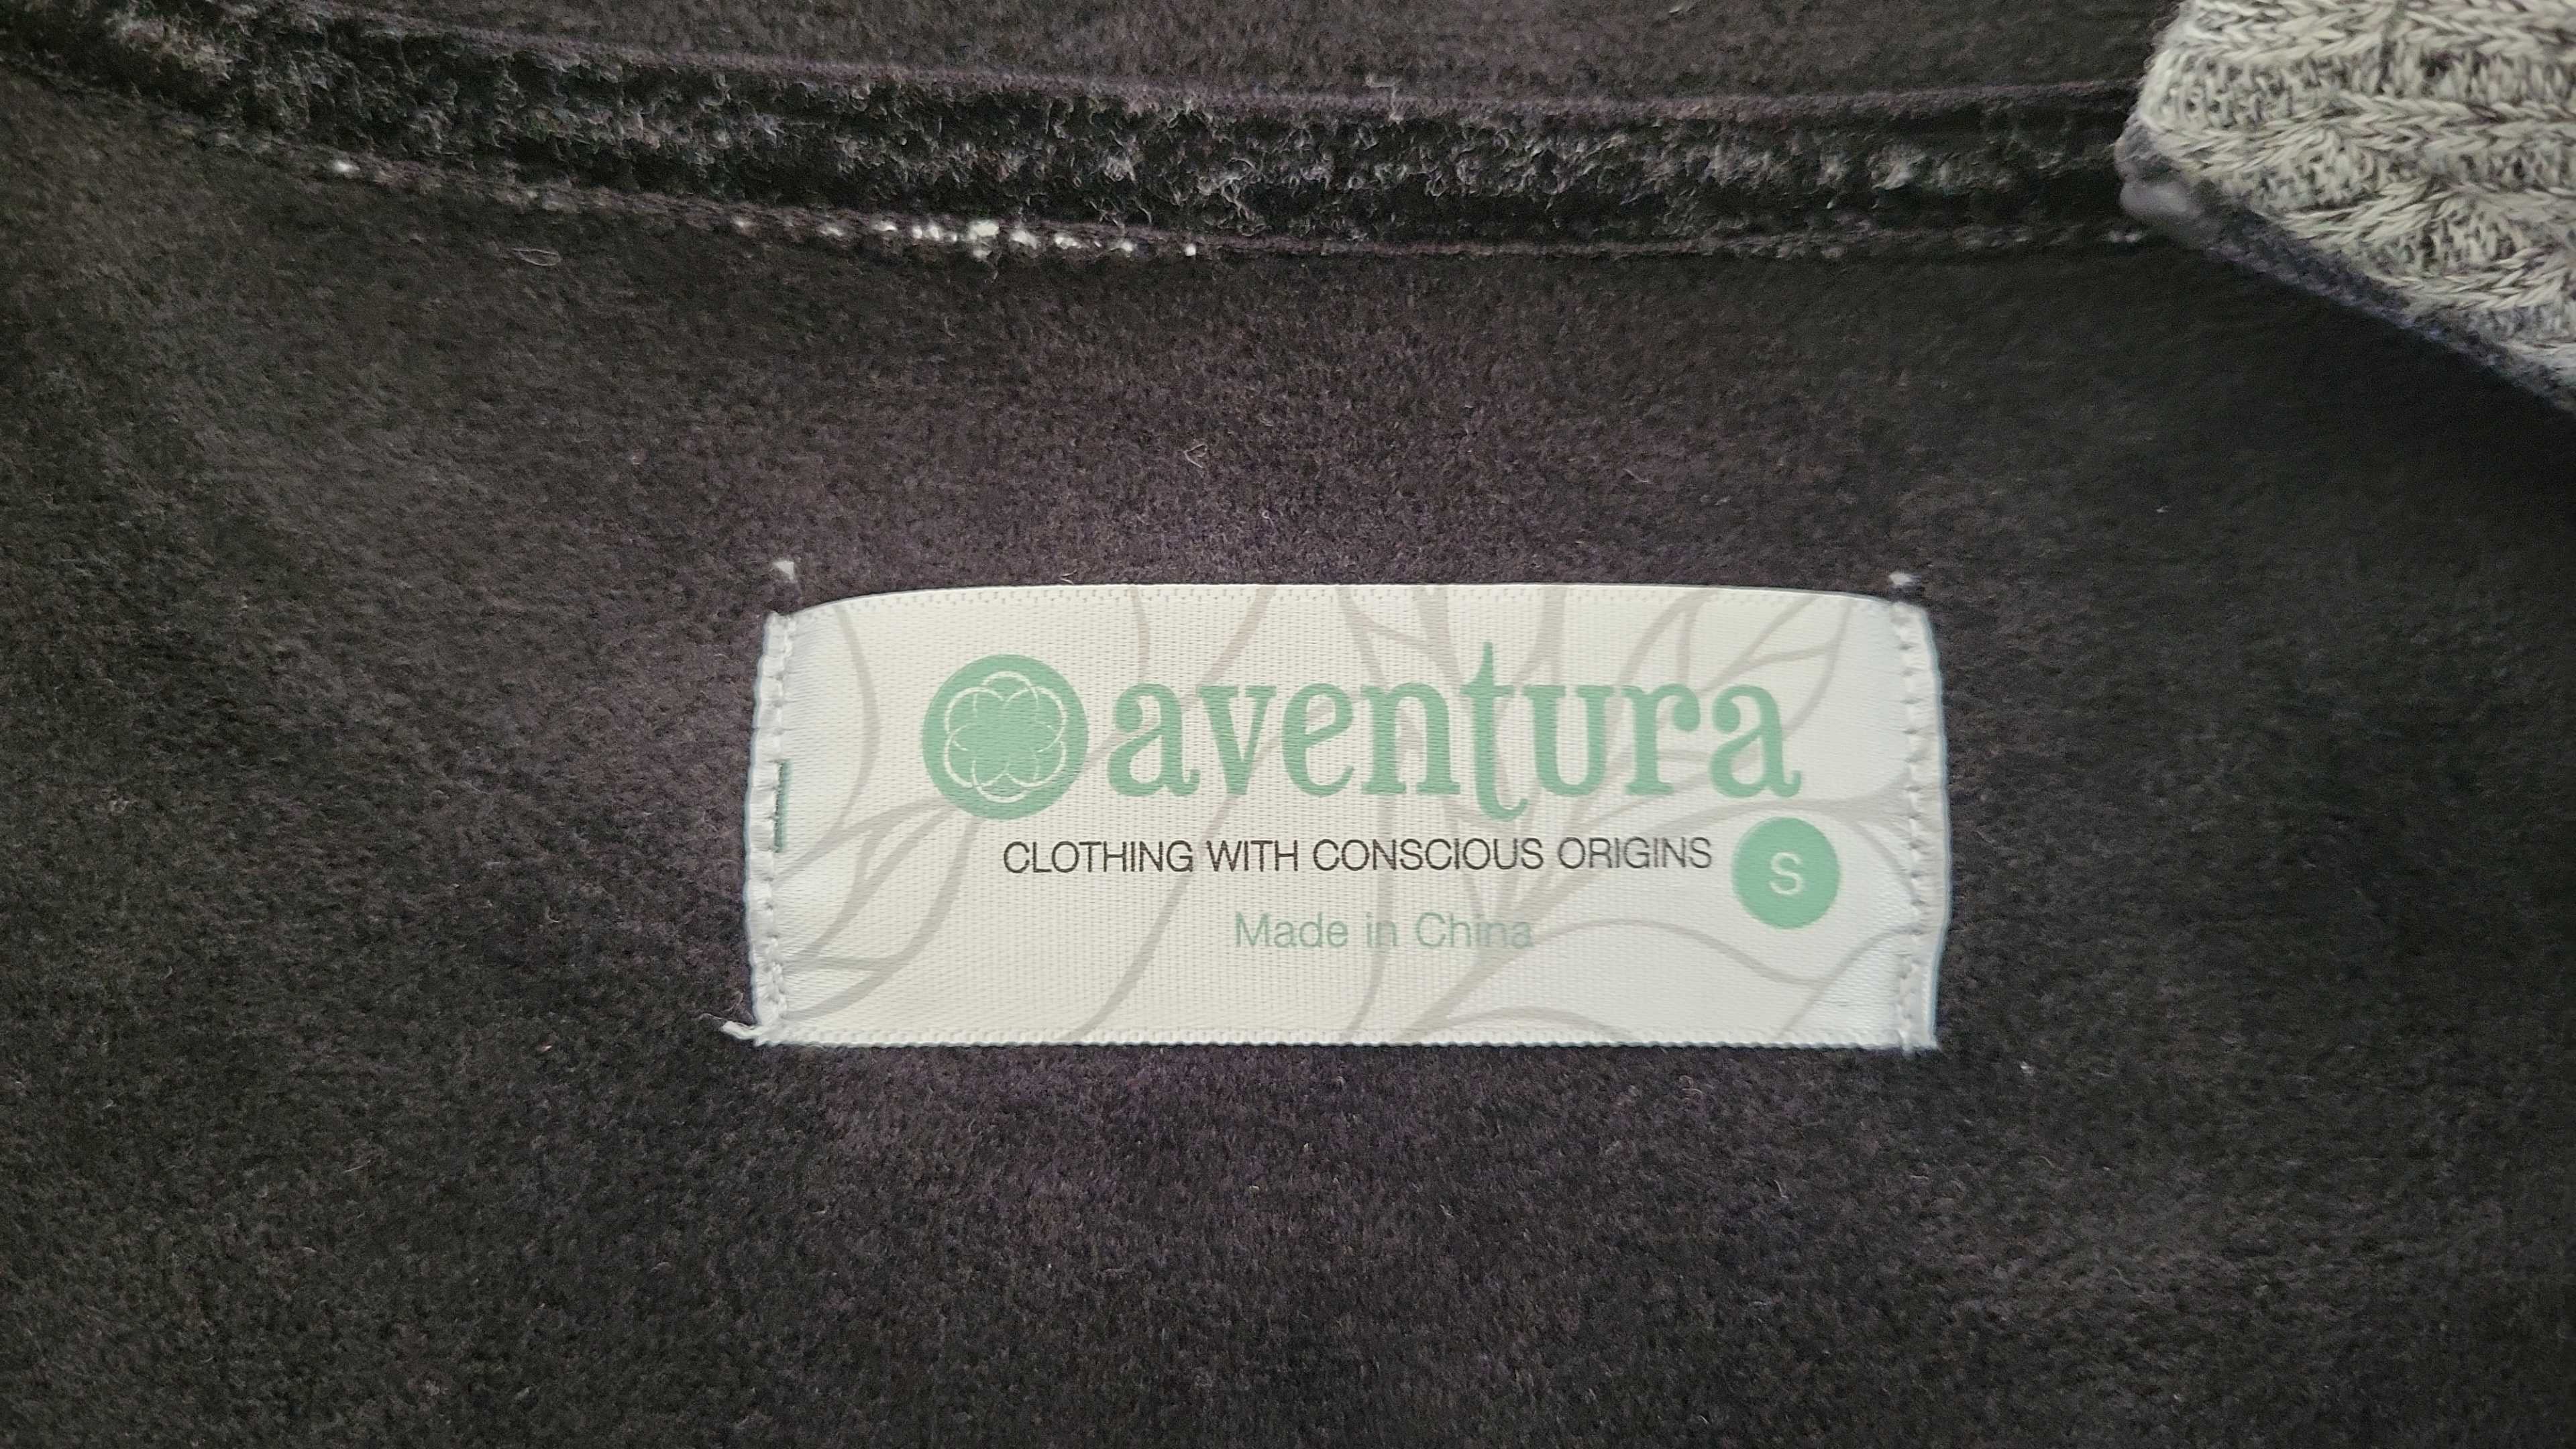 aventura
CLOTHING WITH CONSCIOUS ORIGINS
S
Made in China